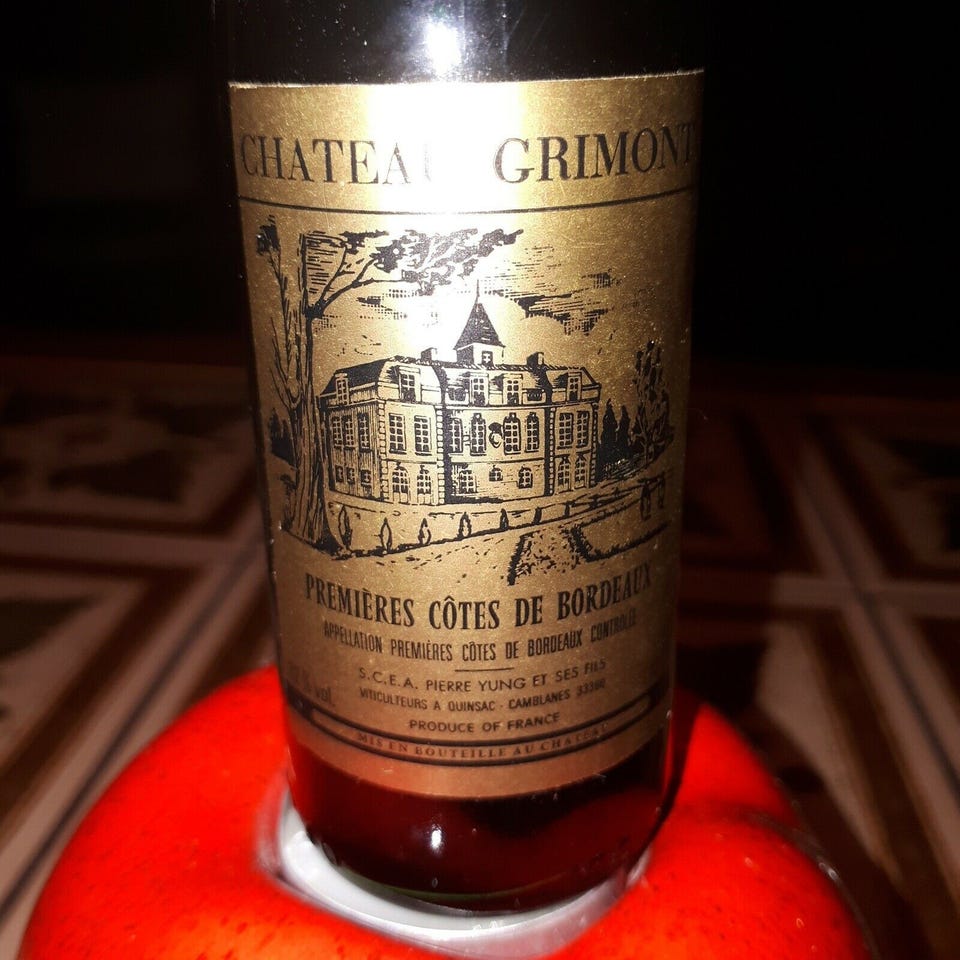 CHATEAU GRIMONT
PREMIÈRES CÔTES DE BORDEAUX
APPELLATION PREMIÈRES CÔTES DE BORDEAUX CONTRÔLÉE
S.C.E.A. PIERRE YUNG ET SES FILS
% vol.
VITICULTEURS A QUINSAC - CAMBLANES 33360
PRODUCE OF FRANCE
MIS EN BOUTEILLE AU CHATEAU